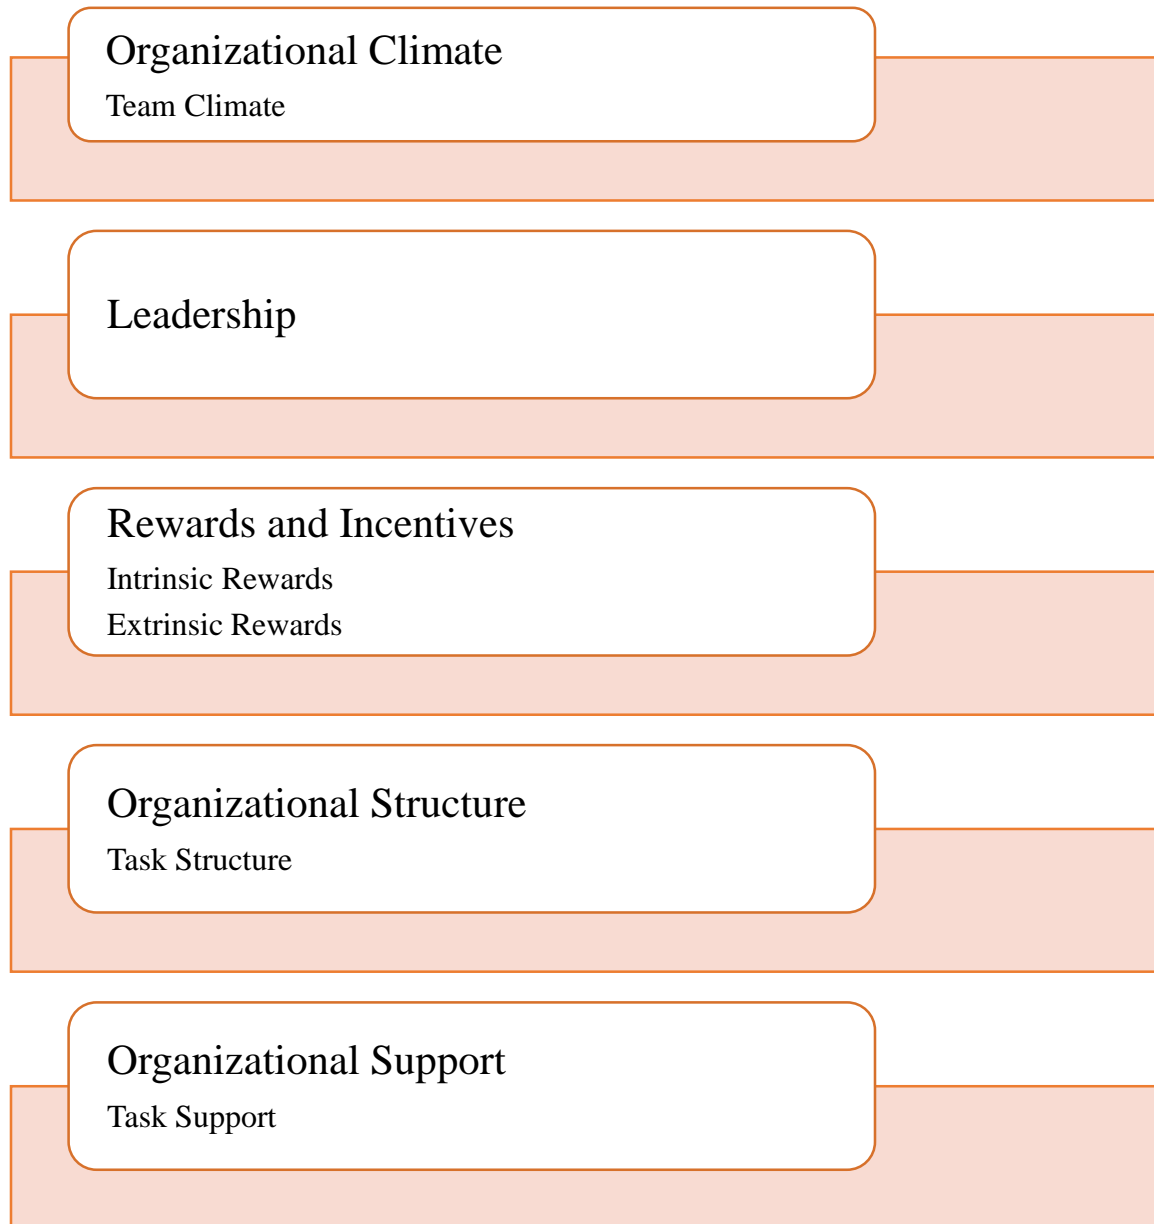 Organizational Climate
Team Climate
Leadership
Rewards and Incentives
Intrinsic Rewards
Extrinsic Rewards
Organizational Structure
Task Structure
Organizational Support
Task Support